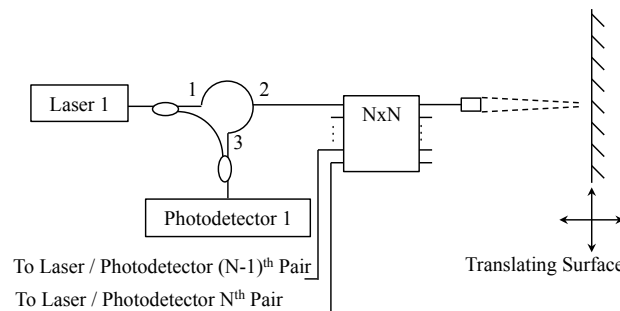 Laser 1
1
2
3
NxN
Photodetector 1
To Laser / Photodetector (N-1)th Pair
To Laser / Photodetector Nth Pair
Translating Surface